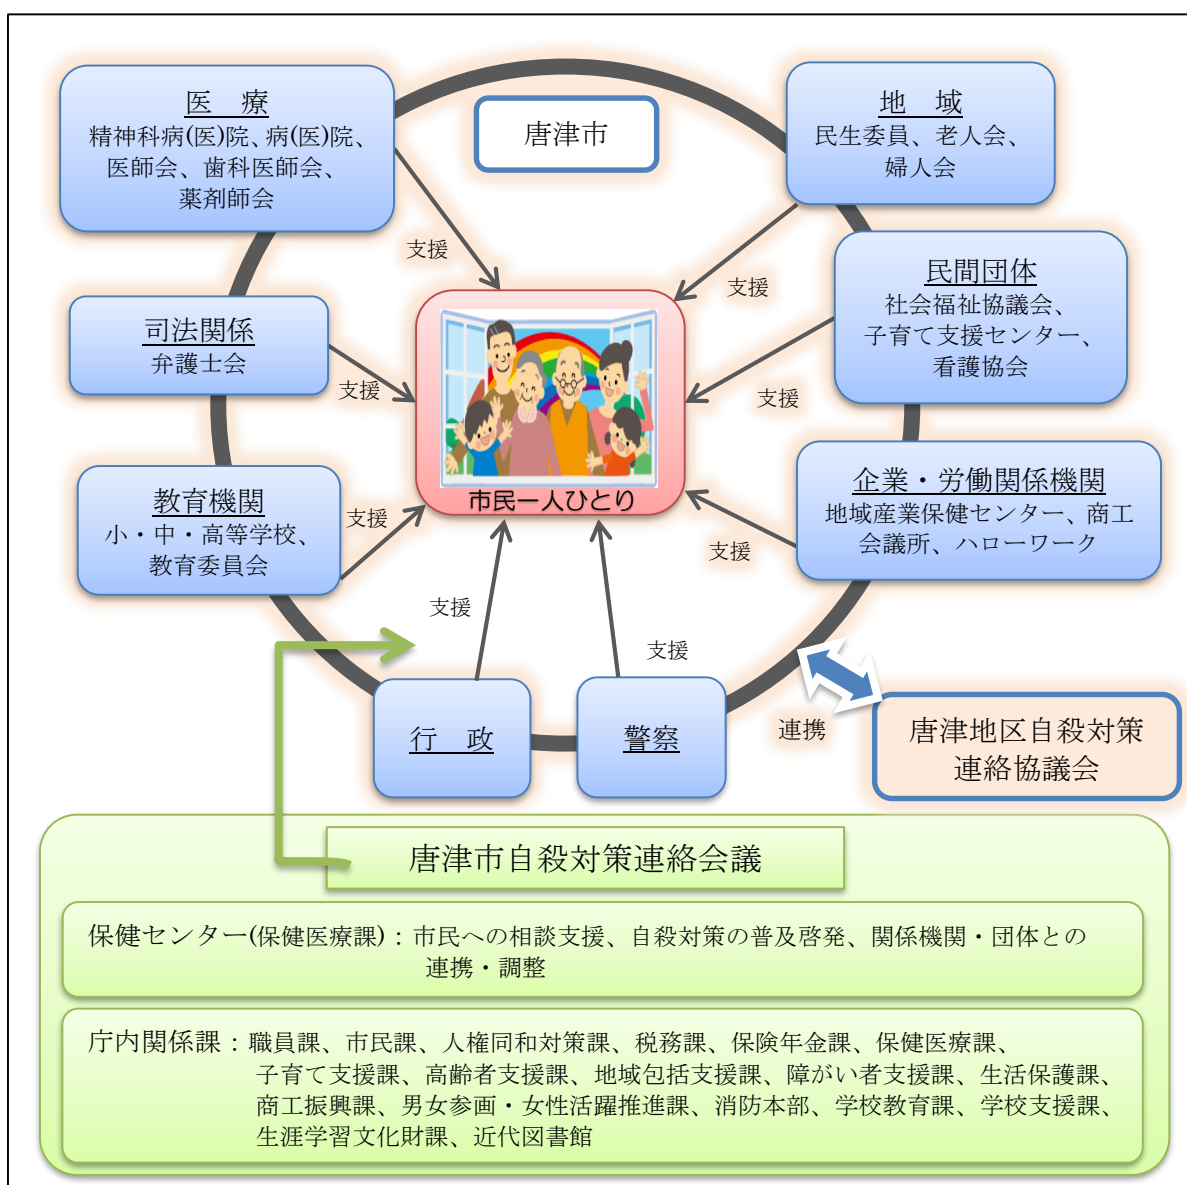 医　療
精神科病(医)院、病(医)院、
医師会、歯科医師会、
薬剤師会
唐津市
地　域
民生委員、老人会、
婦人会
支援
支援
民間団体
社会福祉協議会、
子育て支援センター、
看護協会
支援
司法関係
弁護士会
支援
市民一人ひとり
教育機関
小・中・高等学校、
教育委員会
支援
企業・労働関係機関
地域産業保健センター、商工
会議所、ハローワーク
支援
支援
支援
行　政
警察
連携
唐津地区自殺対策
連絡協議会
唐津市自殺対策連絡会議
保健センター(保健医療課)：市民への相談支援、自殺対策の普及啓発、関係機関・団体との
連携・調整
庁内関係課：職員課、市民課、人権同和対策課、税務課、保険年金課、保健医療課、
子育て支援課、高齢者支援課、地域包括支援課、障がい者支援課、生活保護課、
商工振興課、男女参画・女性活躍推進課、消防本部、学校教育課、学校支援課、
生涯学習文化財課、近代図書館